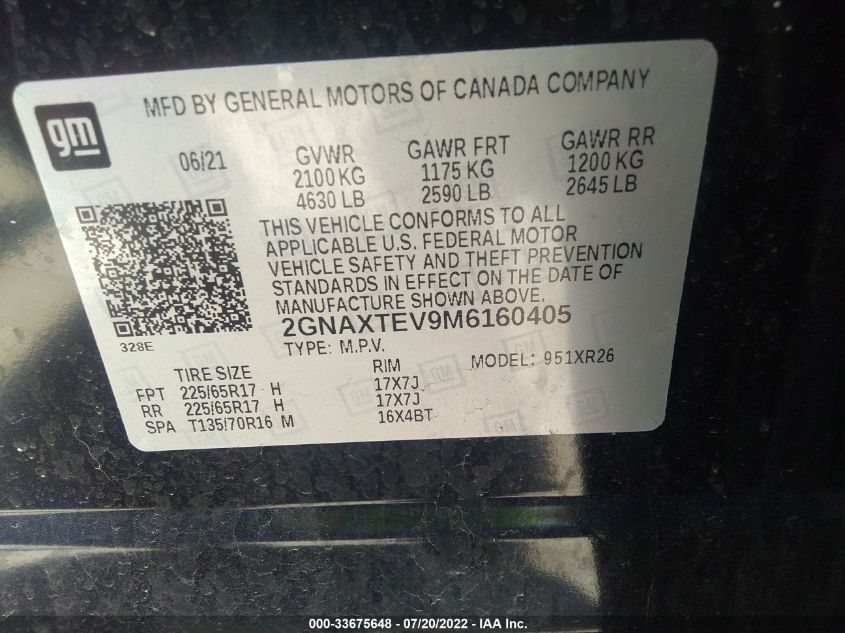 MFD BY GENERAL MOTORS OF CANADA COMPANY
gm
06/21 GVWR GAWR FRT GAWR RR
2100 KG 1175 KG 1200 KG
4630 LB 2590 LB 2645 LB
THIS VEHICLE CONFORMS TO ALL
APPLICABLE U.S. FEDERAL MOTOR
VEHICLE SAFETY AND THEFT PREVENTION
STANDARDS IN EFFECT ON THE DATE OF
MANUFACTURE SHOWN ABOVE.
328E
2GNAXTEV9M6160405
TYPE: M.P.V. MODEL: 951XR26
TIRE SIZE RIM
FPT 225/65R17 H 17X7J
RR 225/65R17 H 17X7J
SPA T135/70R16 M 16X4BT
000-33675648 - 07/20/2022 - IAA Inc.